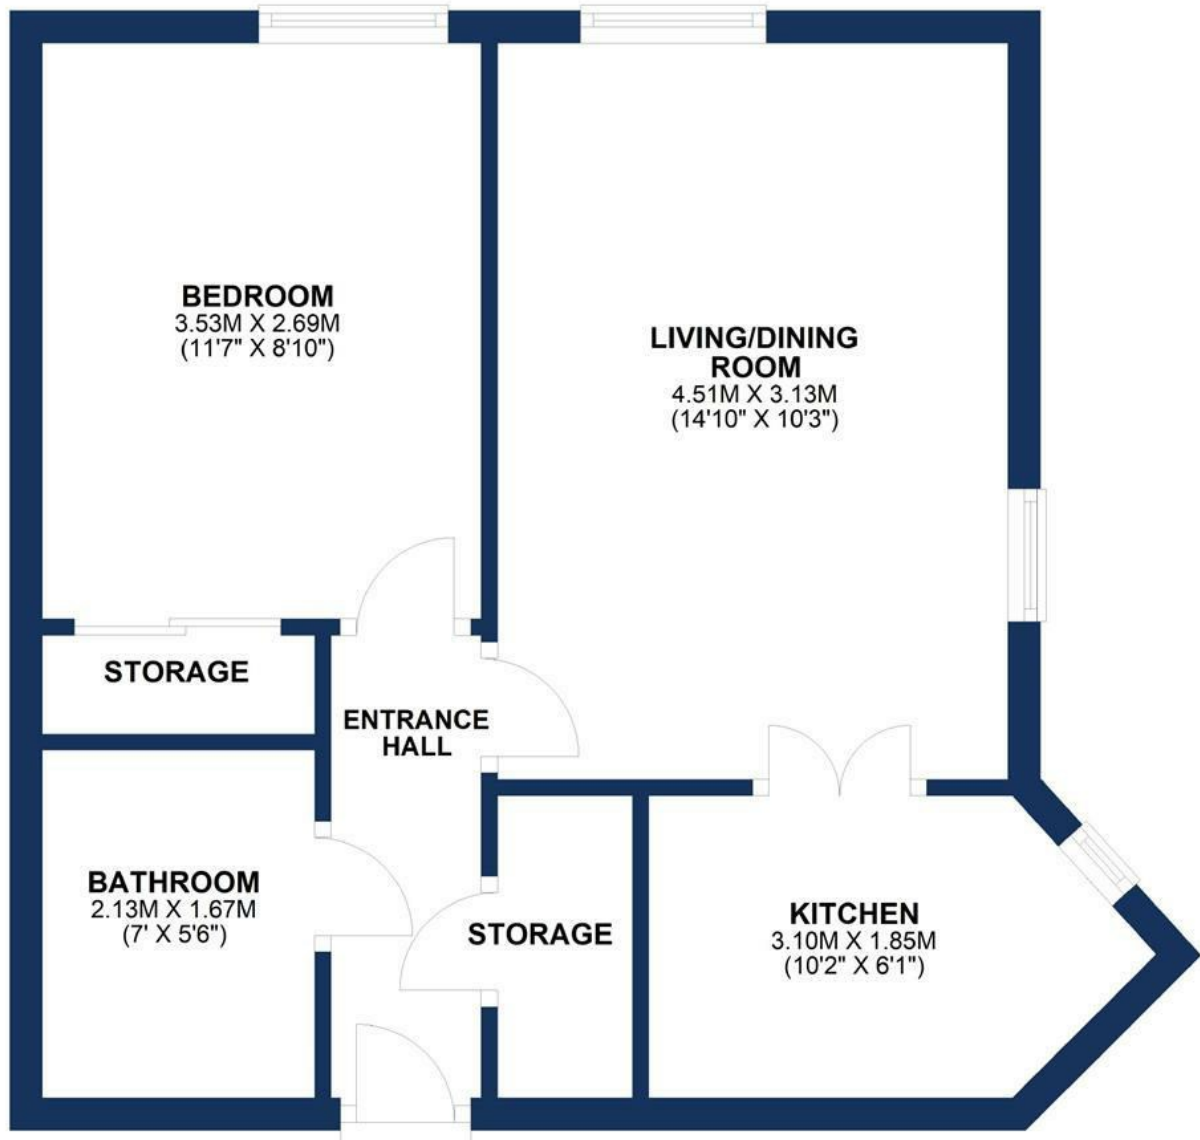 BEDROOM
3.53M X 2.69M
(11'7" X 8'10")
LIVING/DINING
ROOM
4.51M X 3.13M
(14'10" X 10'3")
STORAGE
ENTRANCE
HALL
BATHROOM
2.13M X 1.67M
(7' X 5'6")
STORAGE
KITCHEN
3.10M X 1.85M
(10'2" X 6'1")